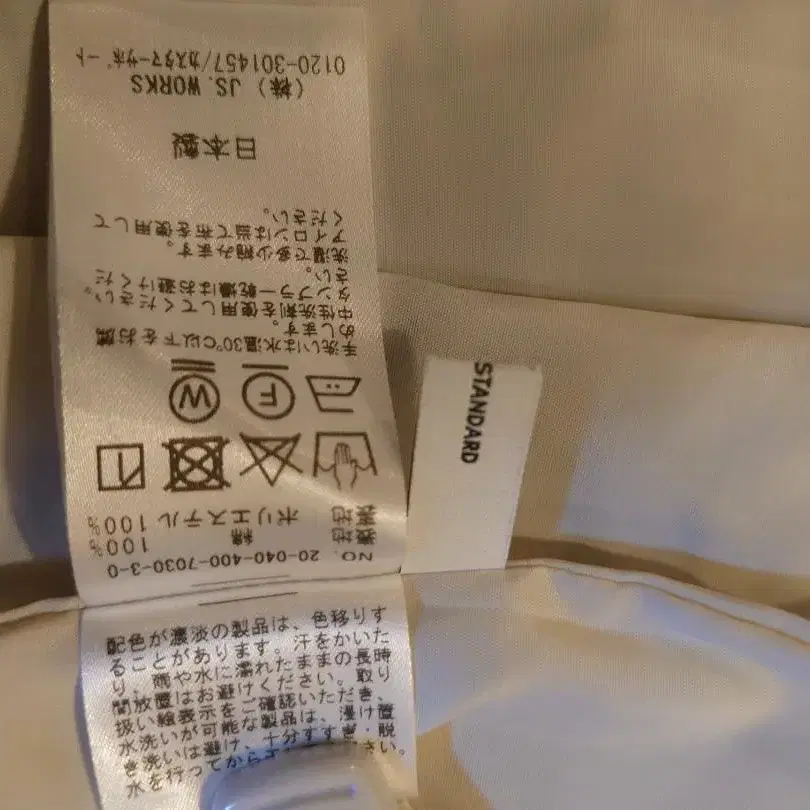 NO. 20-040-400-7030-3-0
綿 100%
ポリエステル 100%
F W
手洗いは水温30℃以下をお薦
めします。
中性洗剤を使用してください。
タンブラー乾燥はお避けくだ
さい。
洗濯で多少縮みます。
アイロンは当て布を使用して
ください。
日本製
(株) JS. WORKS
0120-301457/カスタマーサポート
STANDARD
配色が濃淡の製品は、色移りす
ることがあります。汗をかいた
り、雨や水に濡れたままの長時
間放置はお避けください。取り
扱い絵表示をご確認いただき、
水洗いが可能な製品は、浸け置
き洗いは避け、十分すすぎ・脱
水を行ってから さい。